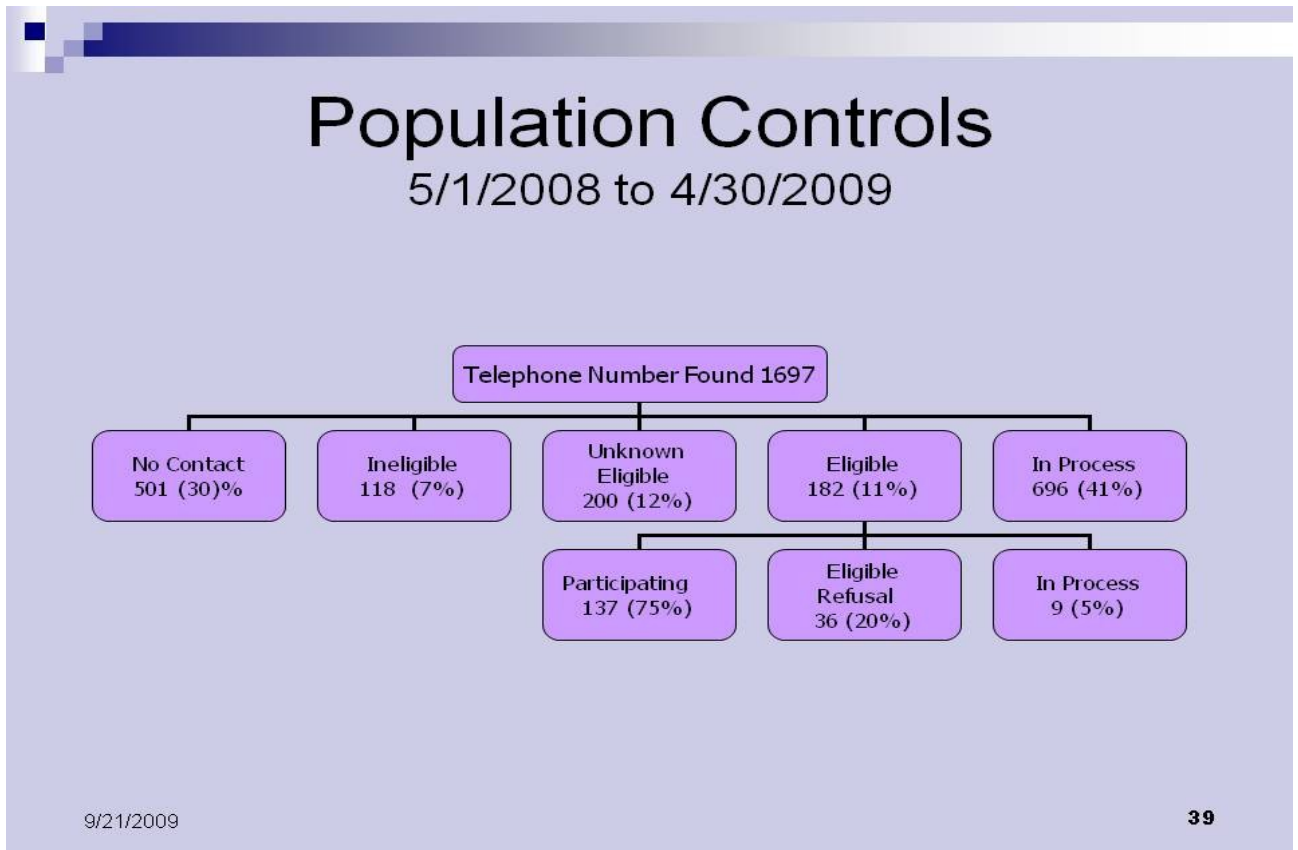 Population Controls
5/1/2008 to 4/30/2009
Telephone Number Found 1697
No Contact
501 (30)%
Ineligible
118 (7%)
Unknown
Eligible
200 (12%)
Eligible
182 (11%)
In Process
696 (41%)
Participating
137 (75%)
Eligible
Refusal
36 (20%)
In Process
9 (5%)
9/21/2009
39